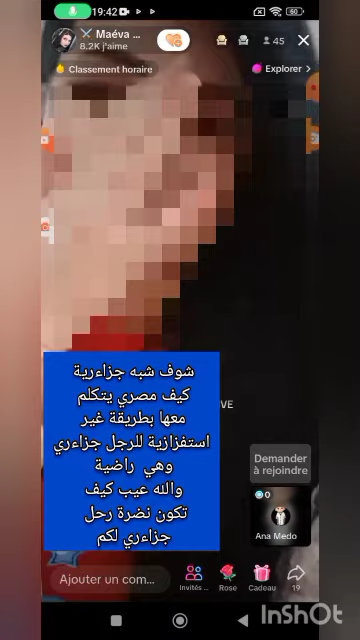 19:42
Maéva ...
8.2K j'aime
45
Classement horaire
Explorer >
شوف شبه جزاءرية
كيف مصري يتكلم
معها بطريقة غير
استفزازية للرجل جزاءري
وهي راضية
والله عيب كيف
تكون نضرة رجل
جزاءري لكم
VE
Demander
à rejoindre
0
Ana Medo
Ajouter un com...
Invités ...
Rose
Cadeau
19
InShOt